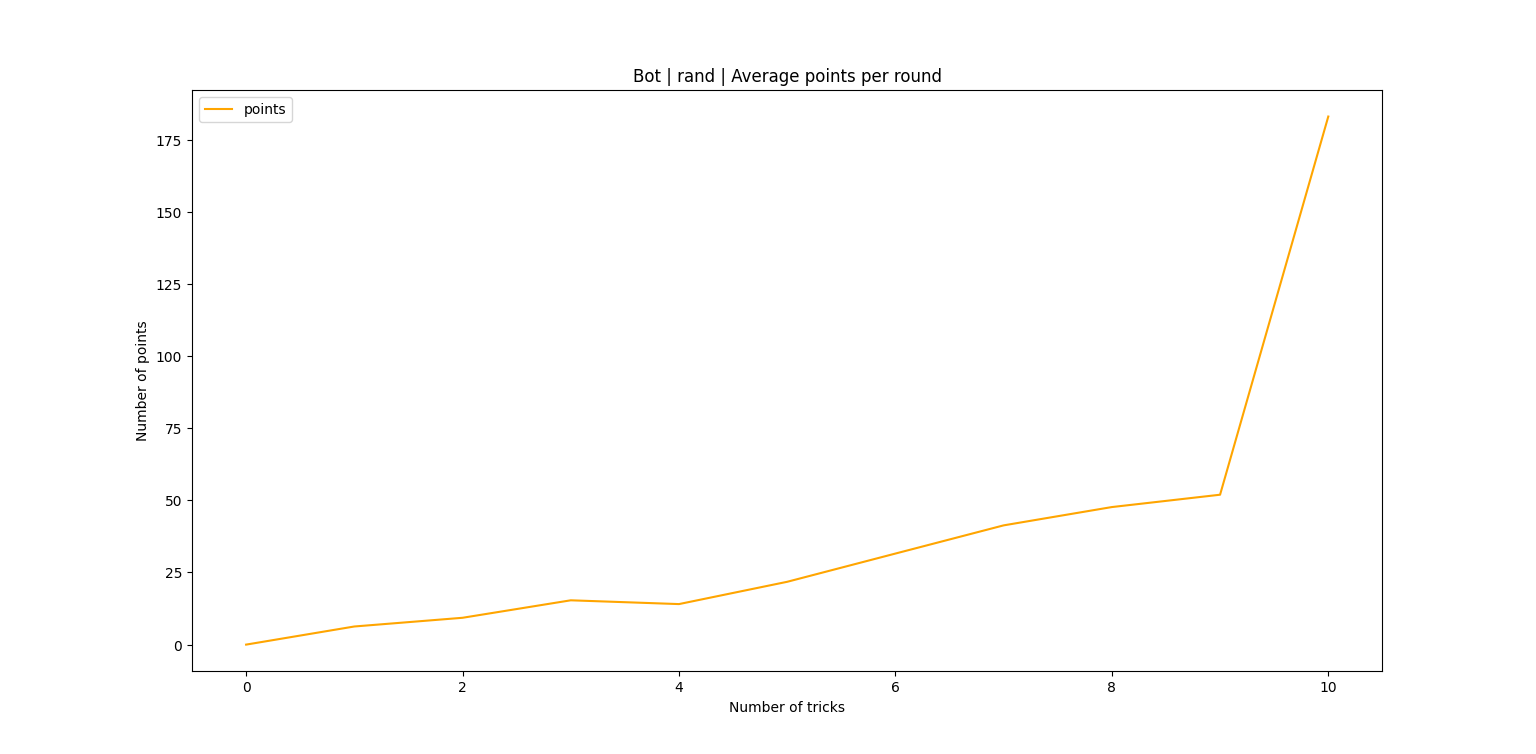 Bot | rand | Average points per round
points
175
150
125
100
75
50
25
0
Number of points
0 2 4 6 8 10
Number of tricks